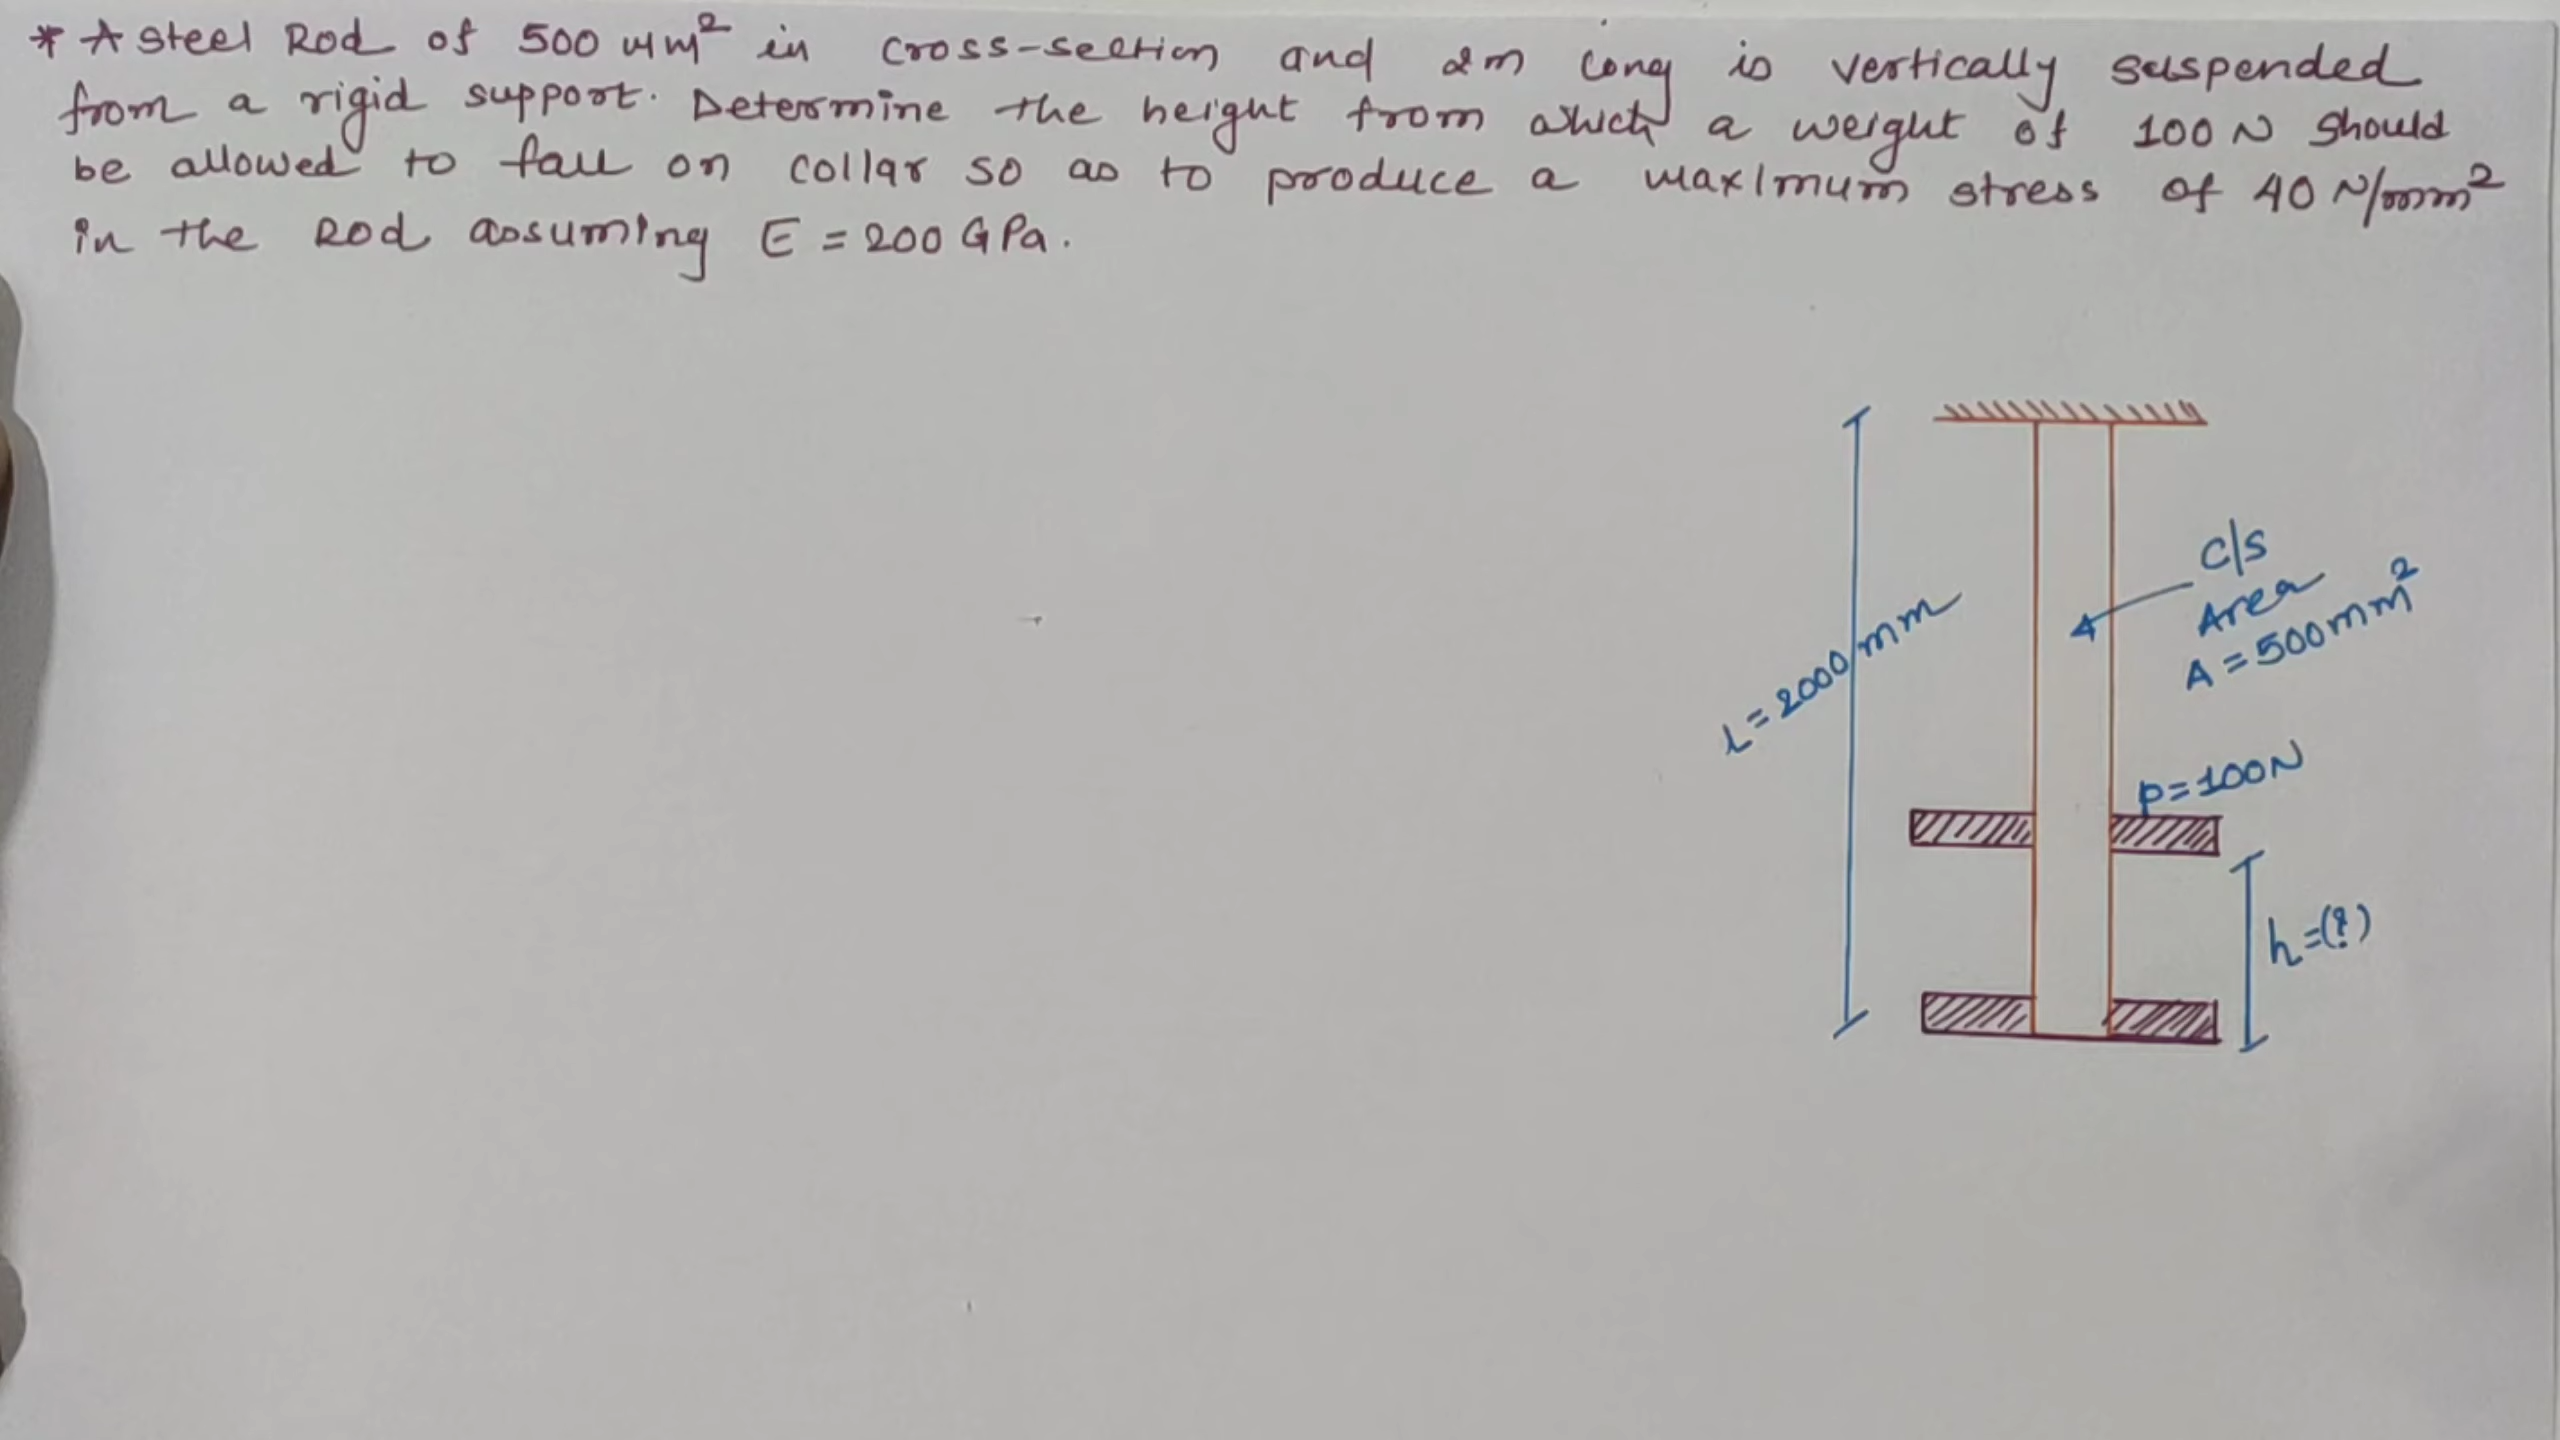 * A steel Rod of 500 mm² in cross-section and 2m long is vertically suspended
from a rigid support. Determine the height from which a weight of 100 N should
be allowed to fall on collar so as to produce a maximum stress of 40 N/mm²
in the Rod assuming E = 200 GPa.
C/S
Area
A = 500mm²
L = 2000 mm
P = 100N
h = (?)